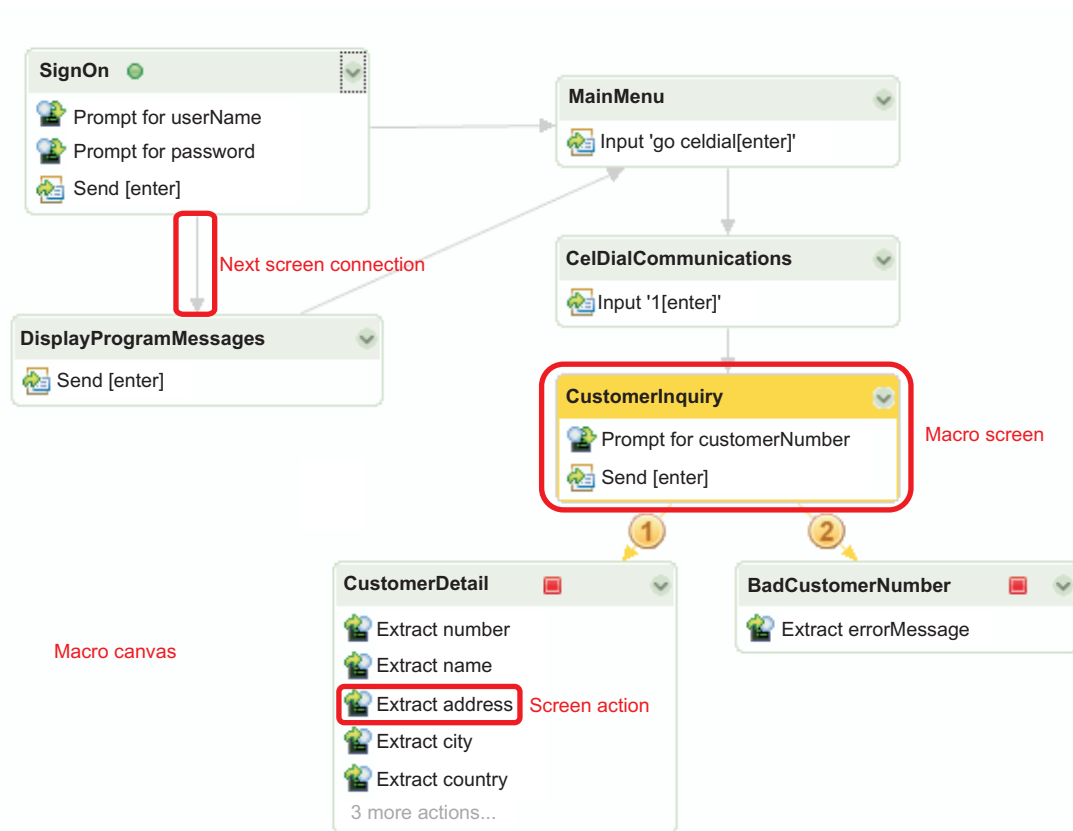 SignOn
Prompt for userName
Prompt for password
Send [enter]
Next screen connection
DisplayProgramMessages
Send [enter]
MainMenu
Input 'go celdial[enter]'
CelDialCommunications
Input '1[enter]'
CustomerInquiry
Prompt for customerNumber
Send [enter]
Macro screen
1
2
CustomerDetail
Extract number
Extract name
Extract address
Screen action
Extract city
Extract country
3 more actions...
BadCustomerNumber
Extract errorMessage
Macro canvas